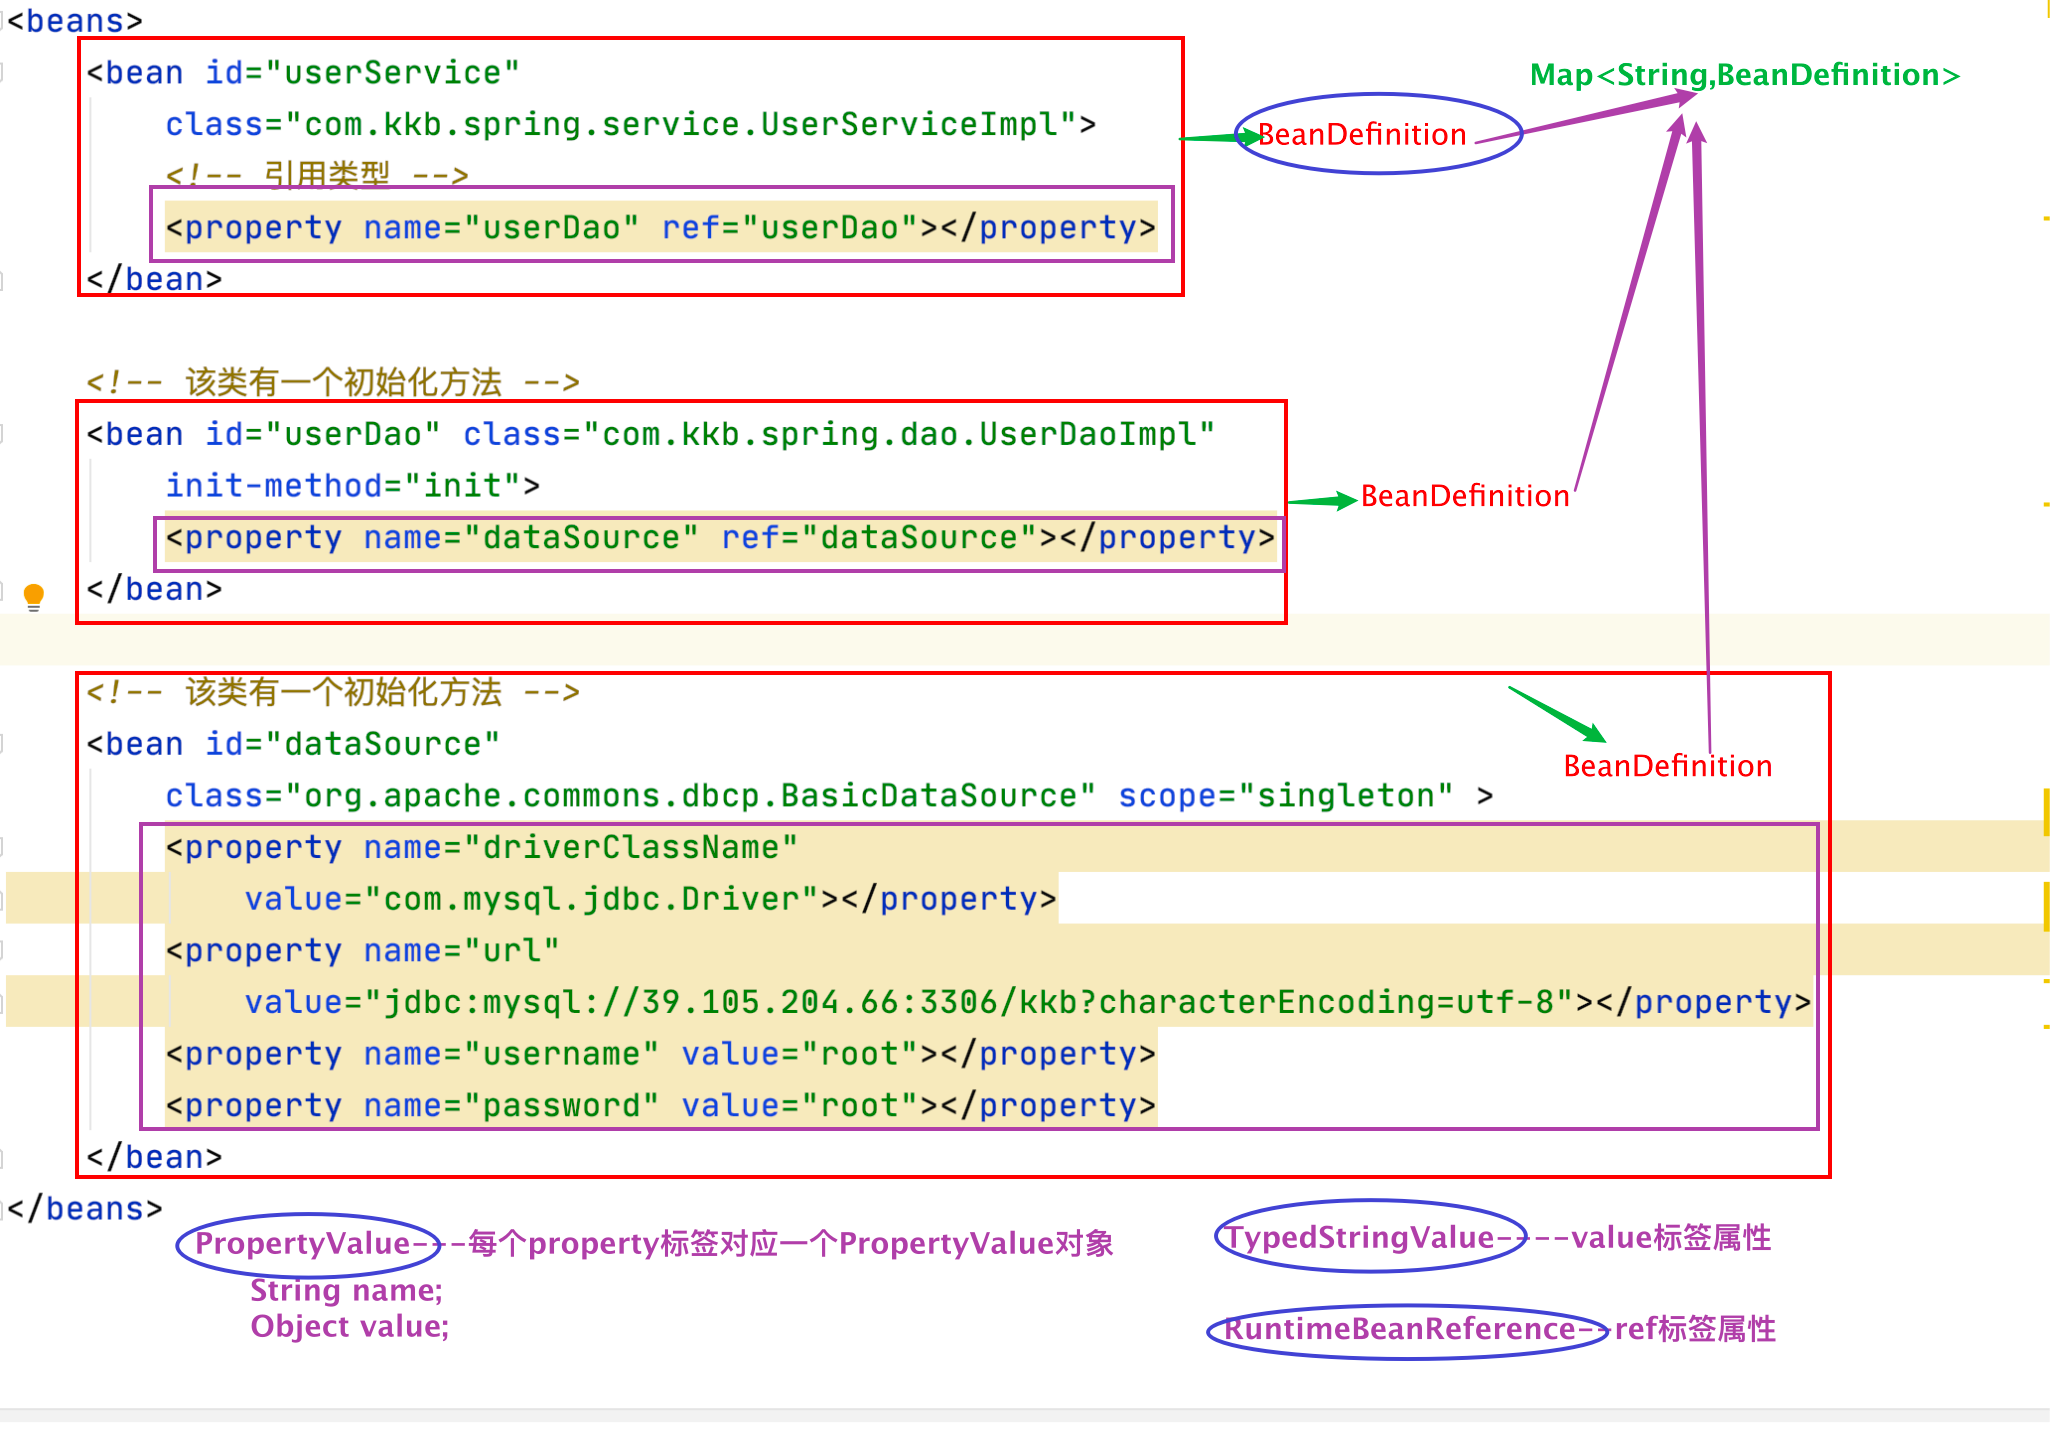 <beans>
<bean id="userService"
Map<String,BeanDefinition>
class="com.kkb.spring.service.UserServiceImpl">
BeanDefinition
<!-- 引用类型 -->
<property name="userDao" ref="userDao"></property>
</bean>
<!-- 该类有一个初始化方法 -->
<bean id="userDao" class="com.kkb.spring.dao.UserDaoImpl"
init-method="init">
BeanDefinition
<property name="dataSource" ref="dataSource"></property>
</bean>
<!-- 该类有一个初始化方法 -->
<bean id="dataSource"
BeanDefinition
class="org.apache.commons.dbcp.BasicDataSource" scope="singleton" >
<property name="driverClassName"
value="com.mysql.jdbc.Driver"></property>
<property name="url"
value="jdbc:mysql://39.105.204.66:3306/kkb?characterEncoding=utf-8"></property>
<property name="username" value="root"></property>
<property name="password" value="root"></property>
</bean>
</beans>
PropertyValue---每个property标签对应一个PropertyValue对象
String name;
Object value;
TypedStringValue----value标签属性
RuntimeBeanReference--ref标签属性